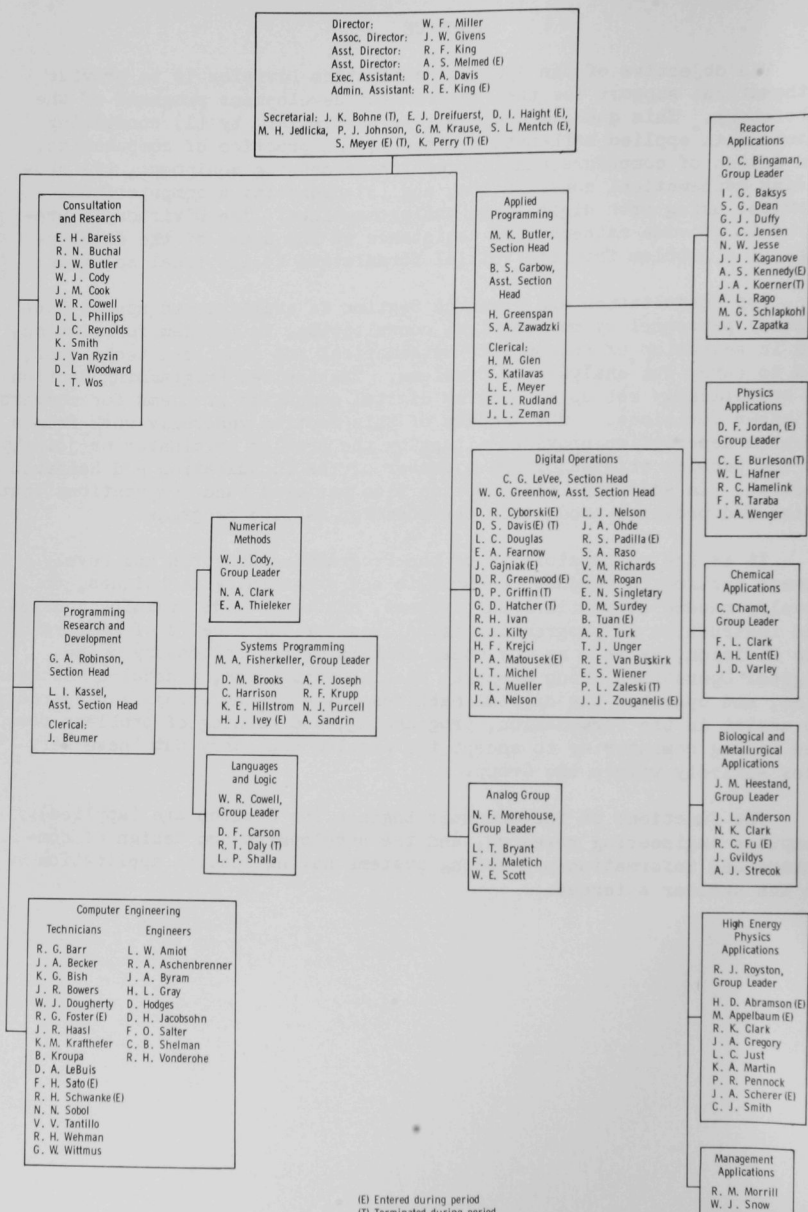 Director: W. F. Miller
Assoc. Director: J. W. Givens
Asst. Director: R. F. King
Asst. Director: A. S. Melmed (E)
Exec. Assistant: D. A. Davis
Admin. Assistant: R. E. King (E)
Secretarial: J. K. Bohne (T), E. J. Dreifuerst, D. I. Haight (E),
M. H. Jedlicka, P. J. Johnson, G. M. Krause, S. L. Mentch (E),
S. Meyer (E) (T), K. Perry (T) (E)
Consultation
and Research
E. H. Bareiss
R. N. Buchal
J. W. Butler
W. J. Cody
J. M. Cook
W. R. Cowell
D. L. Phillips
J. C. Reynolds
K. Smith
J. Van Ryzin
D. L Woodward
L. T. Wos
Programming
Research and
Development
G. A. Robinson,
Section Head
L. I. Kassel,
Asst. Section Head
Clerical:
J. Beumer
Numerical
Methods
W. J. Cody,
Group Leader
N. A. Clark
E. A. Thieleker
Systems Programming
M. A. Fisherkeller, Group Leader
D. M. Brooks A. F. Joseph
C. Harrison R. F. Krupp
K. E. Hillstrom N. J. Purcell
H. J. Ivey (E) A. Sandrin
Languages
and Logic
W. R. Cowell,
Group Leader
D. F. Carson
R. T. Daly (T)
L. P. Shalla
Computer Engineering
Technicians Engineers
R. G. Barr L. W. Amiot
J. A. Becker R. A. Aschenbrenner
K. G. Bish J. A. Byram
J. R. Bowers H. L. Gray
W. J. Dougherty D. Hodges
R. G. Foster (E) D. H. Jacobsohn
J. R. Haasl F. O. Salter
K. M. Krafthefer C. B. Shelman
B. Kroupa R. H. Vonderohe
D. A. LeBuis
F. H. Sato (E)
R. H. Schwanke (E)
N. N. Sobol
V. V. Tantillo
R. H. Wehman
G. W. Wittmus
Applied
Programming
M. K. Butler,
Section Head
B. S. Garbow,
Asst. Section
Head
H. Greenspan
S. A. Zawadzki
Clerical:
H. M. Glen
S. Katilavas
L. E. Meyer
E. L. Rudland
J. L. Zeman
Digital Operations
C. G. LeVee, Section Head
W. G. Greenhow, Asst. Section Head
D. R. Cyborski(E) L. J. Nelson
D. S. Davis(E) (T) J. A. Ohde
L. C. Douglas R. S. Padilla (E)
E. A. Fearnow S. A. Raso
J. Gajniak(E) V. M. Richards
D. R. Greenwood (E) C. M. Rogan
D. P. Griffin (T) E. N. Singletary
G. D. Hatcher (T) D. M. Surdey
R. H. Ivan B. Tuan (E)
C. J. Kilty A. R. Turk
H. F. Krejci T. J. Unger
P. A. Matousek (E) R. E. Van Buskirk
L. T. Michel E. S. Wiener
R. L. Mueller P. L. Zaleski (T)
J. A. Nelson J. J. Zouganelis (E)
Analog Group
N. F. Morehouse,
Group Leader
L. T. Bryant
F. J. Maletich
W. E. Scott
Reactor
Applications
D. C. Bingaman,
Group Leader
I. G. Baksys
S. G. Dean
G. J. Duffy
G. C. Jensen
N. W. Jesse
J. J. Kaganove
A. S. Kennedy(E)
J. A. Koerner(T)
A. L. Rago
M. G. Schlapkohl
J. V. Zapatka
Physics
Applications
D. F. Jordan, (E)
Group Leader
C. E. Burleson(T)
W. L. Hafner
R. C. Hamelink
F. R. Taraba
J. A. Wenger
Chemical
Applications
C. Chamot,
Group Leader
F. L. Clark
A. H. Lent(E)
J. D. Varley
Biological and
Metallurgical
Applications
J. M. Heestand,
Group Leader
J. L. Anderson
N. K. Clark
R. C. Fu (E)
J. Gvildys
A. J. Strecok
High Energy
Physics
Applications
R. J. Royston,
Group Leader
H. D. Abramson (E)
M. Appelbaum (E)
R. K. Clark
J. A. Gregory
L. C. Just
K. A. Martin
P. R. Pennock
J. A. Scherer (E)
C. J. Smith
Management
Applications
R. M. Morrill
W. J. Snow
(E) Entered during period
(T) Terminated during period